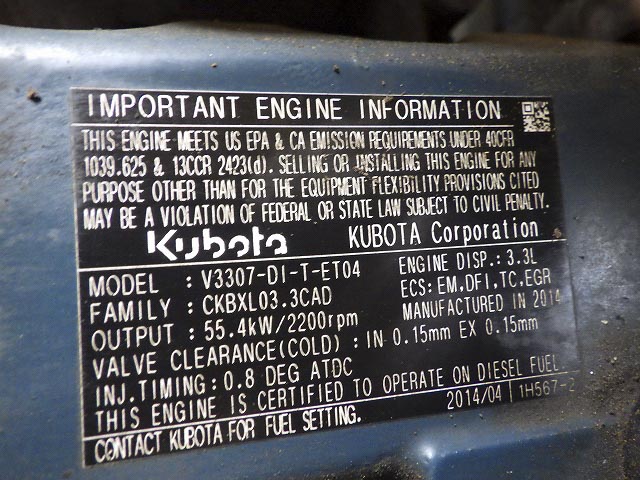 IMPORTANT ENGINE INFORMATION
THIS ENGINE MEETS US EPA & CA EMISSION REQUIREMENTS UNDER 40CFR
1039.625 & 13CCR 2423(d). SELLING OR INSTALLING THIS ENGINE FOR ANY
PURPOSE OTHER THAN FOR THE EQUIPMENT FLEXIBILITY PROVISIONS CITED
MAY BE A VIOLATION OF FEDERAL OR STATE LAW SUBJECT TO CIVIL PENALTY.
Kubota KUBOTA Corporation
MODEL : V3307-DI-T-ET04 ENGINE DISP.: 3.3L
FAMILY : CKBXL03.3CAD ECS: EM,DFI,TC,EGR
OUTPUT : 55.4kW/2200rpm MANUFACTURED IN 2014
VALVE CLEARANCE(COLD) : IN 0.15mm EX 0.15mm
INJ.TIMING: 0.8 DEG ATDC
THIS ENGINE IS CERTIFIED TO OPERATE ON DIESEL FUEL
CONTACT KUBOTA FOR FUEL SETTING. 2014/04 1H567-2